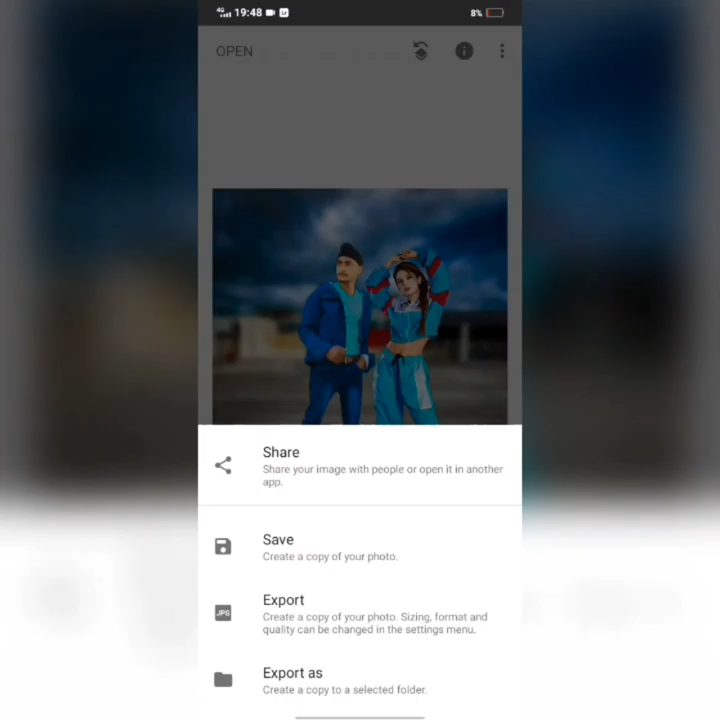 4G 19:48 8%
OPEN
Share
Share your image with people or open it in another
app.
Save
Create a copy of your photo.
JPG
Export
Create a copy of your photo. Sizing, format and
quality can be changed in the settings menu.
Export as
Create a copy to a selected folder.